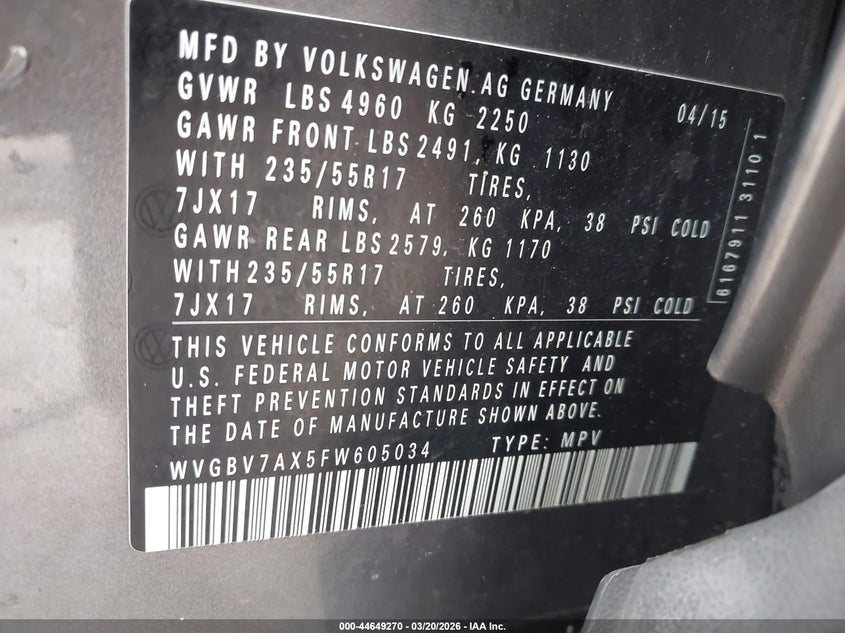 MFD BY VOLKSWAGEN AG GERMANY
GVWR LBS 4960 KG 2250 04/15
GAWR FRONT LBS 2491, KG 1130
WITH 235/55R17 TIRES,
7JX17 RIMS, AT 260 KPA, 38 PSI COLD
GAWR REAR LBS 2579, KG 1170
WITH 235/55R17 TIRES,
7JX17 RIMS, AT 260 KPA, 38 PSI COLD
THIS VEHICLE CONFORMS TO ALL APPLICABLE
U.S. FEDERAL MOTOR VEHICLE SAFETY AND
THEFT PREVENTION STANDARDS IN EFFECT ON
THE DATE OF MANUFACTURE SHOWN ABOVE.
WVGBV7AX5FW605034 TYPE: MPV
6167911 3110 1
000-44649270 - 03/20/2026 - IAA Inc.